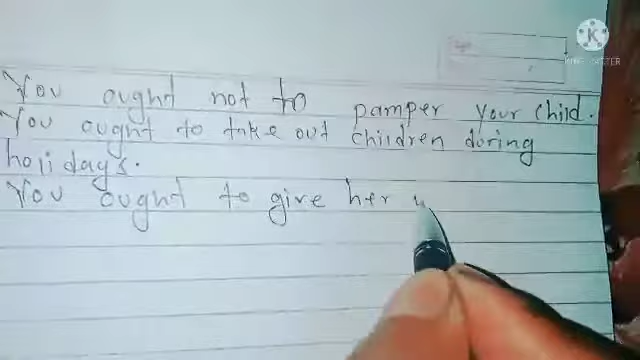 You ought not to pamper your child.
You ought to take out children during
holidays.
You ought to give her
K